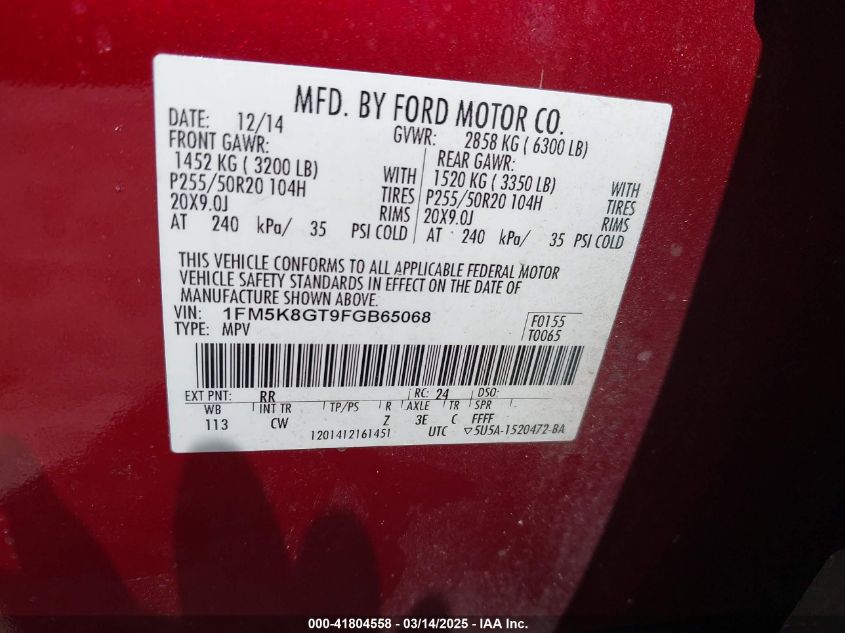 MFD. BY FORD MOTOR CO.
DATE: 12/14 GVWR: 2858 KG ( 6300 LB)
FRONT GAWR: REAR GAWR:
1452 KG ( 3200 LB) WITH 1520 KG ( 3350 LB) WITH
P255/50R20 104H TIRES P255/50R20 104H TIRES
20X9.0J RIMS 20X9.0J RIMS
AT 240 kPa/ 35 PSI COLD AT 240 kPa/ 35 PSI COLD
THIS VEHICLE CONFORMS TO ALL APPLICABLE FEDERAL MOTOR
VEHICLE SAFETY STANDARDS IN EFFECT ON THE DATE OF
MANUFACTURE SHOWN ABOVE.
VIN: 1FM5K8GT9FGB65068 F0155
TYPE: MPV T0065
EXT PNT: RR RC: 24 DSO:
WB INT TR TP/PS R AXLE TR SPR
113 CW Z 3E C FFFF
1201412161451 UTC ▽5U5A-1520472-BA
000-41804558 — 03/14/2025 — IAA Inc.